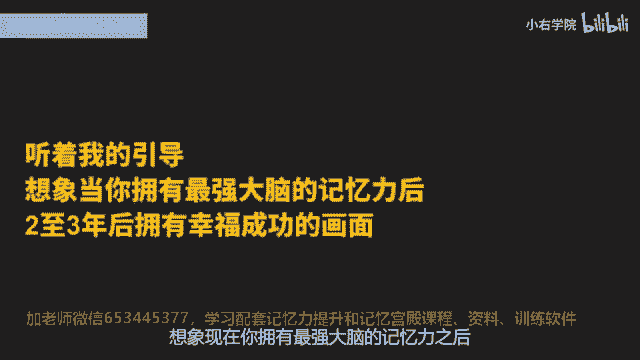 小右学院 bilibili
听着我的引导
想象当你拥有最强大脑的记忆力后
2至3年后拥有幸福成功的画面
加老师微信653445377，学习配套记忆力提升和记忆宫殿课程、资料、训练软件
想象现在你拥有最强大脑的记忆力之后